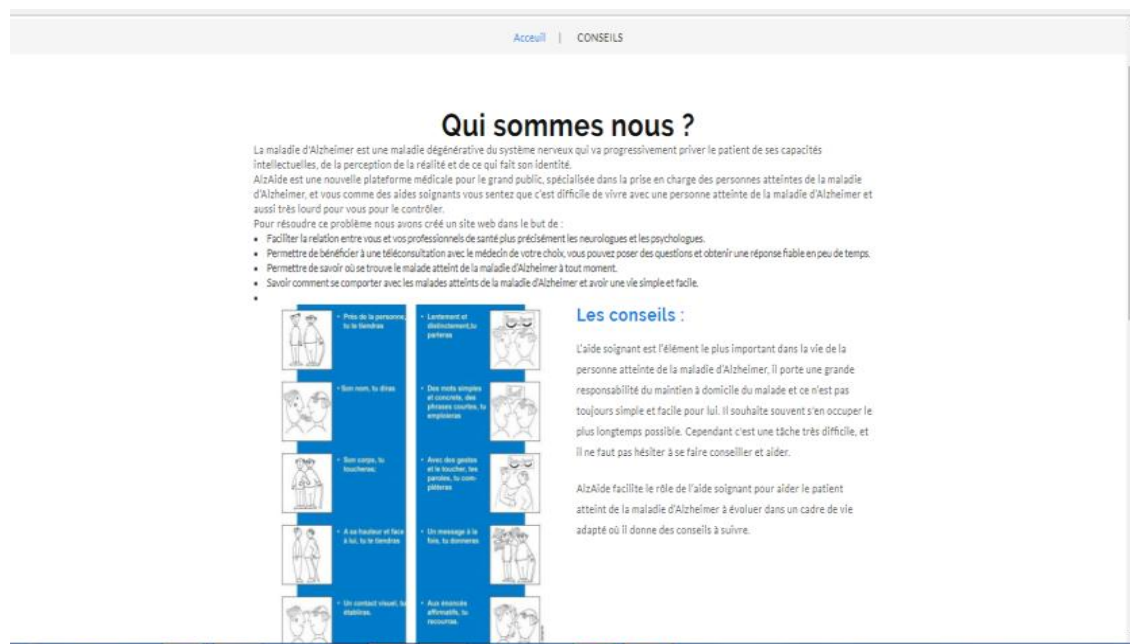 Acceuil | CONSEILS
Qui sommes nous ?
La maladie d'Alzheimer est une maladie dégénérative du système nerveux qui va progressivement priver le patient de ses capacités
intellectuelles, de la perception de la réalité et de ce qui fait son identité.
AlzAide est une nouvelle plateforme médicale pour le grand public, spécialisée dans la prise en charge des personnes atteintes de la maladie
d'Alzheimer, et vous comme des aides soignants vous sentez que c'est difficile de vivre avec une personne atteinte de la maladie d'Alzheimer et
aussi très lourd pour vous pour le contrôler.
Pour résoudre ce problème nous avons créé un site web dans le but de :
• Faciliter la relation entre vous et vos professionnels de santé plus précisément les neurologues et les psychologues.
• Permettre de bénéficier à une téléconsultation avec le médecin de votre choix, vous pouvez poser des questions et obtenir une réponse fiable en peu de temps.
• Permettre de savoir où se trouve le malade atteint de la maladie d'Alzheimer à tout moment.
• Savoir comment se comporter avec les malades atteints de la maladie d'Alzheimer et avoir une vie simple et facile.
•
• Près de la personne,
tu te tiendras
• Son nom, tu diras
• Son corps, tu
toucheras;
• A sa hauteur et face
à lui, tu te tiendras
• Un contact visuel, tu
établiras.
• Lentement et
distinctement,tu
parleras
• Des mots simples
et concrets, des
phrases courtes, tu
emploieras
• Avec des gestes
et le toucher, tes
paroles, tu com-
plèteras
• Un message à la
fois, tu donneras
• Aux énoncés
affirmatifs, tu
recourras.
Les conseils :
L'aide soignant est l'élément le plus important dans la vie de la
personne atteinte de la maladie d'Alzheimer, il porte une grande
responsabilité du maintien à domicile du malade et ce n'est pas
toujours simple et facile pour lui. Il souhaite souvent s'en occuper le
plus longtemps possible. Cependant c'est une tâche très difficile, et
il ne faut pas hésiter à se faire conseiller et aider.
AlzAide facilite le rôle de l'aide soignant pour aider le patient
atteint de la maladie d'Alzheimer à évoluer dans un cadre de vie
adapté où il donne des conseils à suivre.